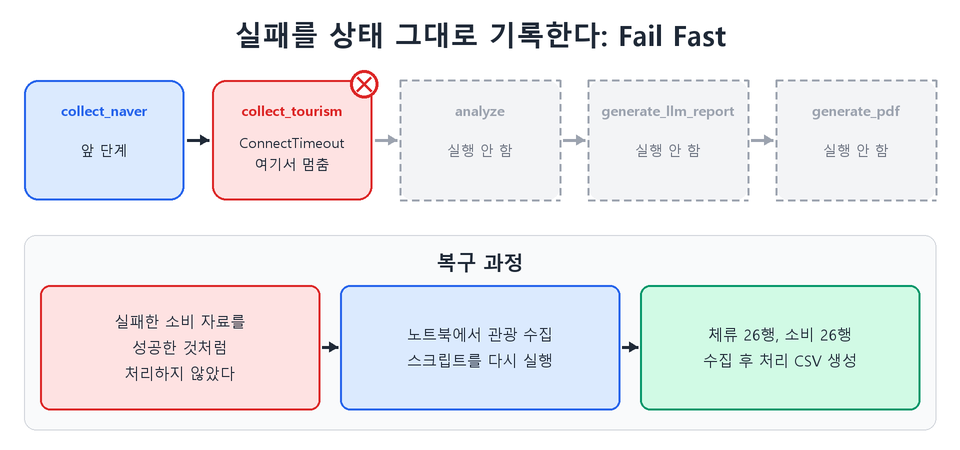 실패를 상태 그대로 기록한다: Fail Fast
collect_naver
앞 단계
collect_tourism
ConnectTimeout
여기서 멈춤
analyze
실행 안 함
generate_llm_report
실행 안 함
generate_pdf
실행 안 함
복구 과정
실패한 소비 자료를
성공한 것처럼
처리하지 않았다
노트북에서 관광 수집
스크립트를 다시 실행
체류 26행, 소비 26행
수집 후 처리 CSV 생성